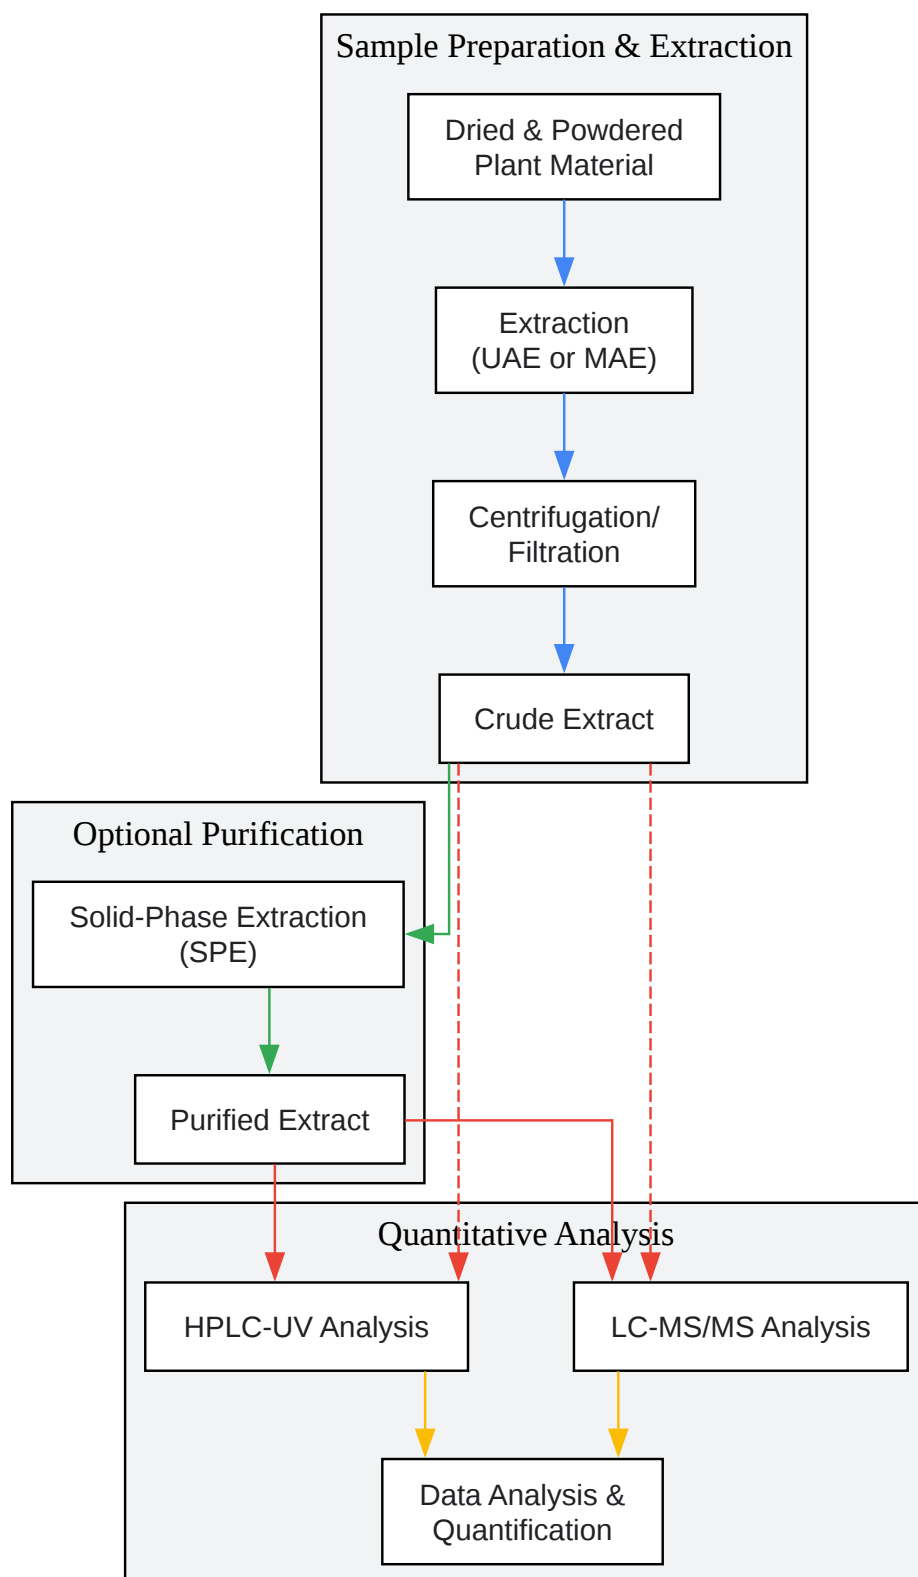 Sample Preparation & Extraction
Dried & Powdered
Plant Material
Extraction
(UAE or MAE)
Centrifugation/
Filtration
Crude Extract
Optional Purification
Solid-Phase Extraction
(SPE)
Purified Extract
Quantitative Analysis
HPLC-UV Analysis
LC-MS/MS Analysis
Data Analysis &
Quantification